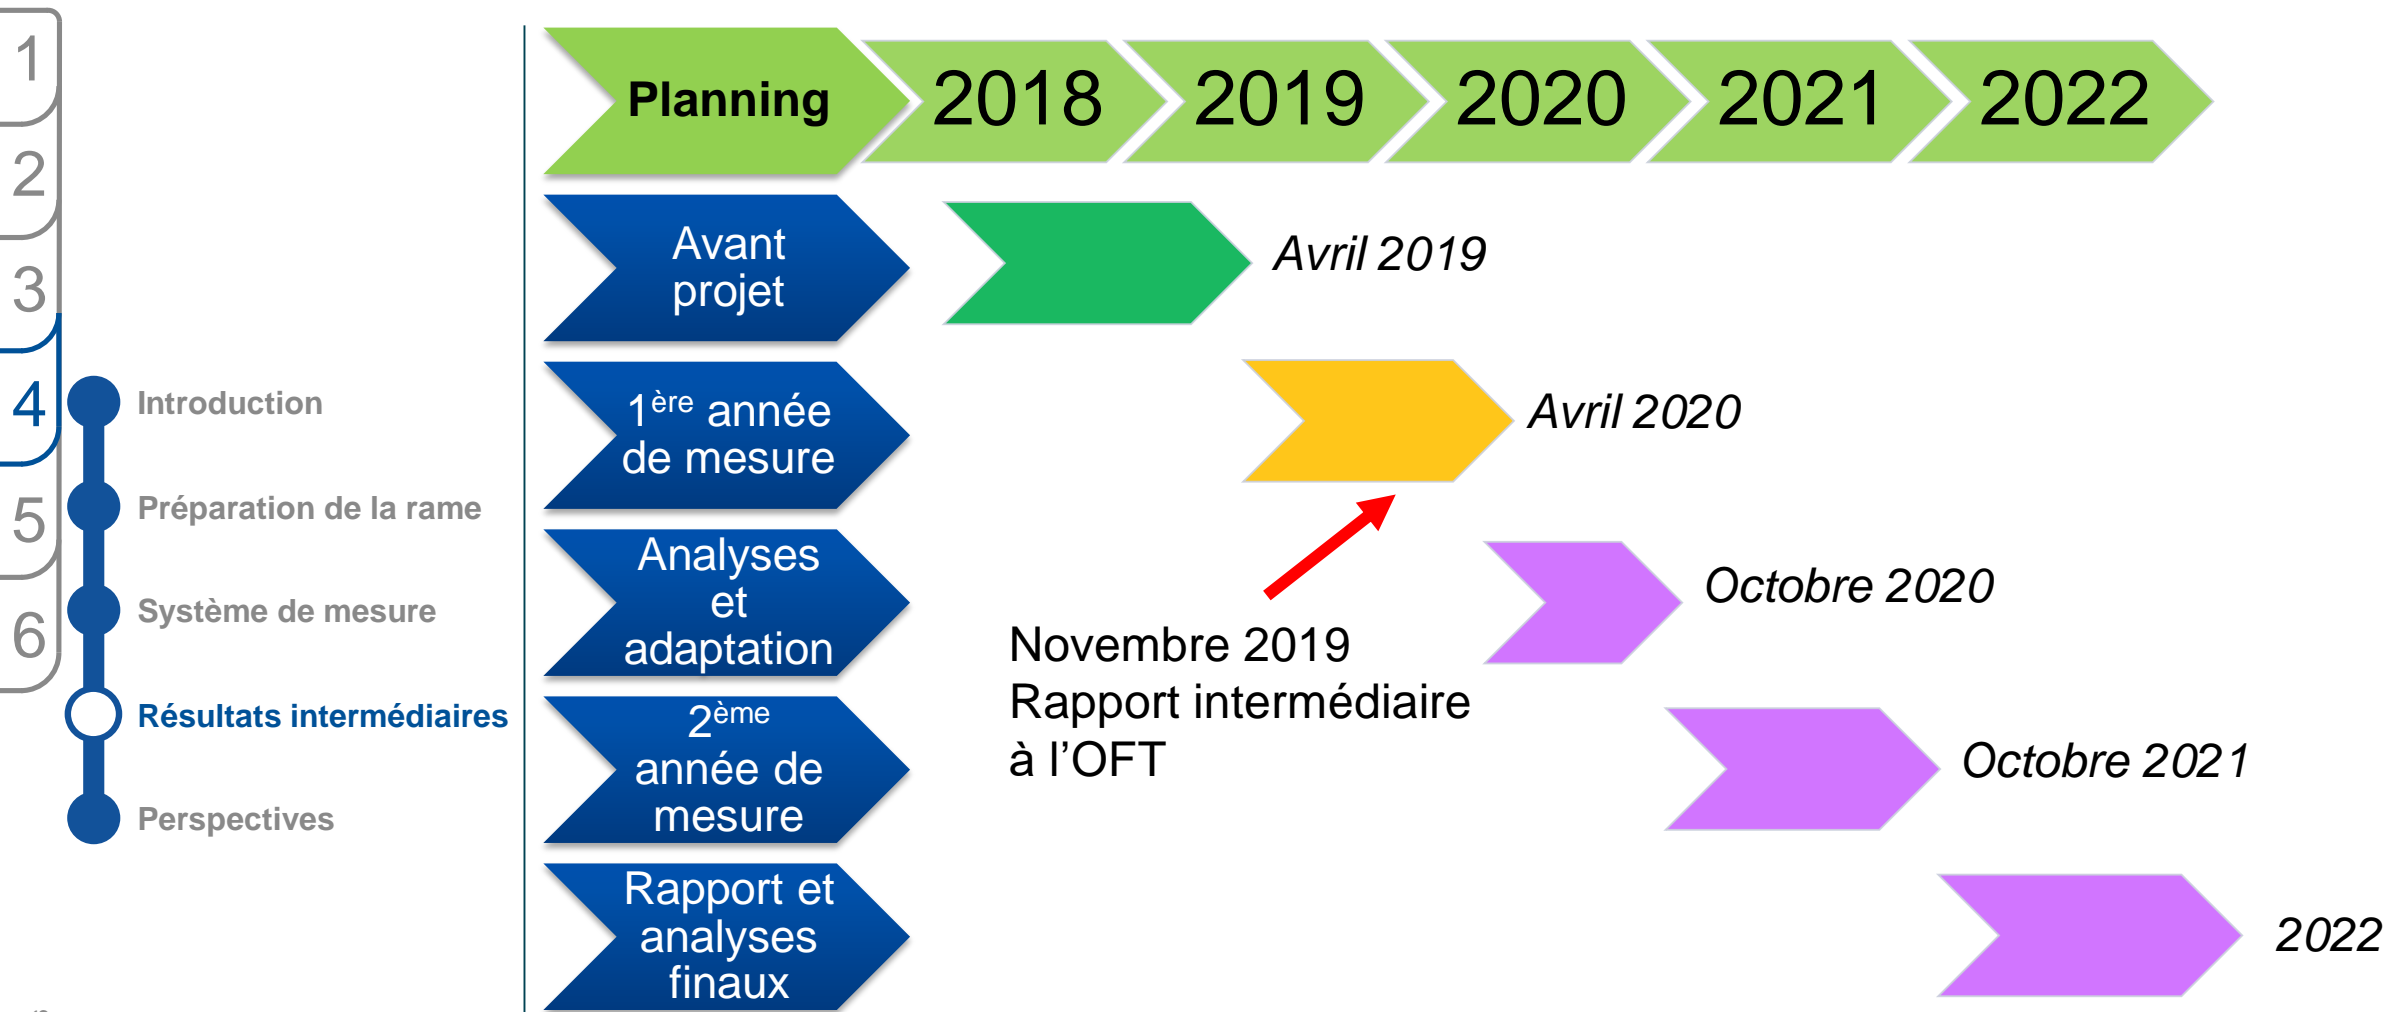 1
2
3
4
5
6
Introduction
Préparation de la rame
Système de mesure
Résultats intermédiaires
Perspectives
Planning
2018
2019
2020
2021
2022
Avant
projet
Avril 2019
1ère année
de mesure
Avril 2020
Analyses
et
adaptation
Octobre 2020
Novembre 2019
Rapport intermédiaire
à l’OFT
2ème
année de
mesure
Octobre 2021
Rapport et
analyses
finaux
2022